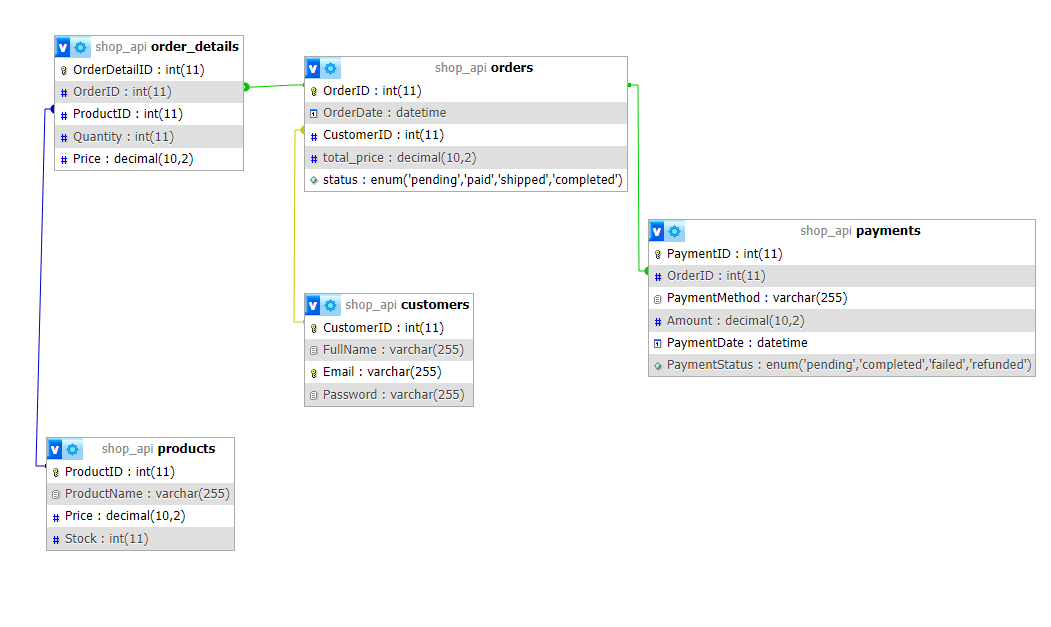 v shop_api order_details
OrderDetailID : int(11)
# OrderID : int(11)
# ProductID : int(11)
# Quantity : int(11)
# Price : decimal(10,2)
v shop_api orders
OrderID : int(11)
OrderDate : datetime
# CustomerID : int(11)
# total_price : decimal(10,2)
status : enum('pending','paid','shipped','completed')
v shop_api payments
PaymentID : int(11)
# OrderID : int(11)
PaymentMethod : varchar(255)
# Amount : decimal(10,2)
PaymentDate : datetime
PaymentStatus : enum('pending','completed','failed','refunded')
v shop_api customers
CustomerID : int(11)
FullName : varchar(255)
Email : varchar(255)
Password : varchar(255)
v shop_api products
ProductID : int(11)
ProductName : varchar(255)
# Price : decimal(10,2)
# Stock : int(11)